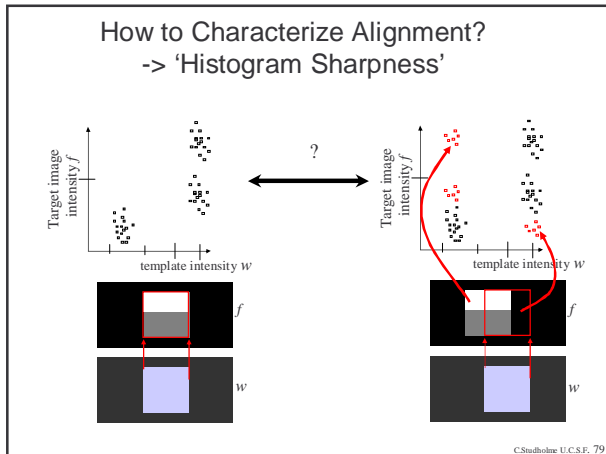 How to Characterize Alignment?
-> ‘Histogram Sharpness’
Target image
intensity f
template intensity w
?
Target image
intensity f
template intensity w
f
w
f
w
C.Studholme U.C.S.F. 79